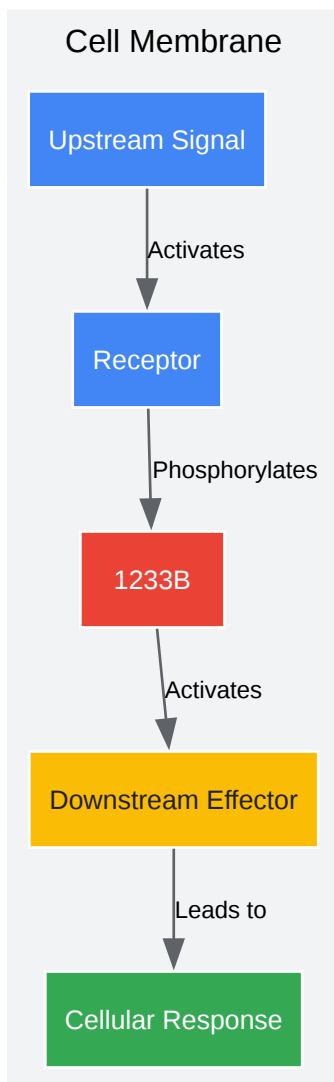 Cell Membrane
Upstream Signal
Activates
Receptor
Phosphorylates
1233B
Activates
Downstream Effector
Leads to
Cellular Response